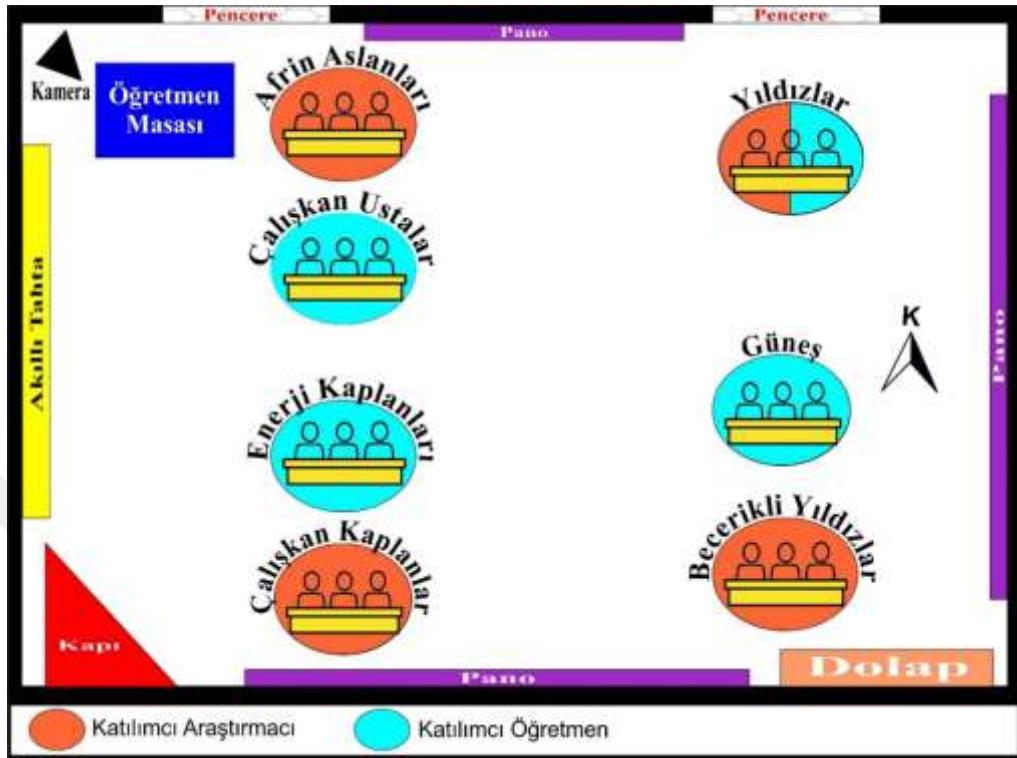 Pencere
Pencere
Pano
Kamera
Öğretmen
Masası
Afrin Aslanları
Yıldızlar
Çalışkan Ustalar
Akıllı Tahta
Pano
K
Güneş
Enerji Kaplanları
Becerikli Yıldızlar
Çalışkan Kaplanlar
Kapı
Pano
Dolap
Katılımcı Araştırmacı
Katılımcı Öğretmen